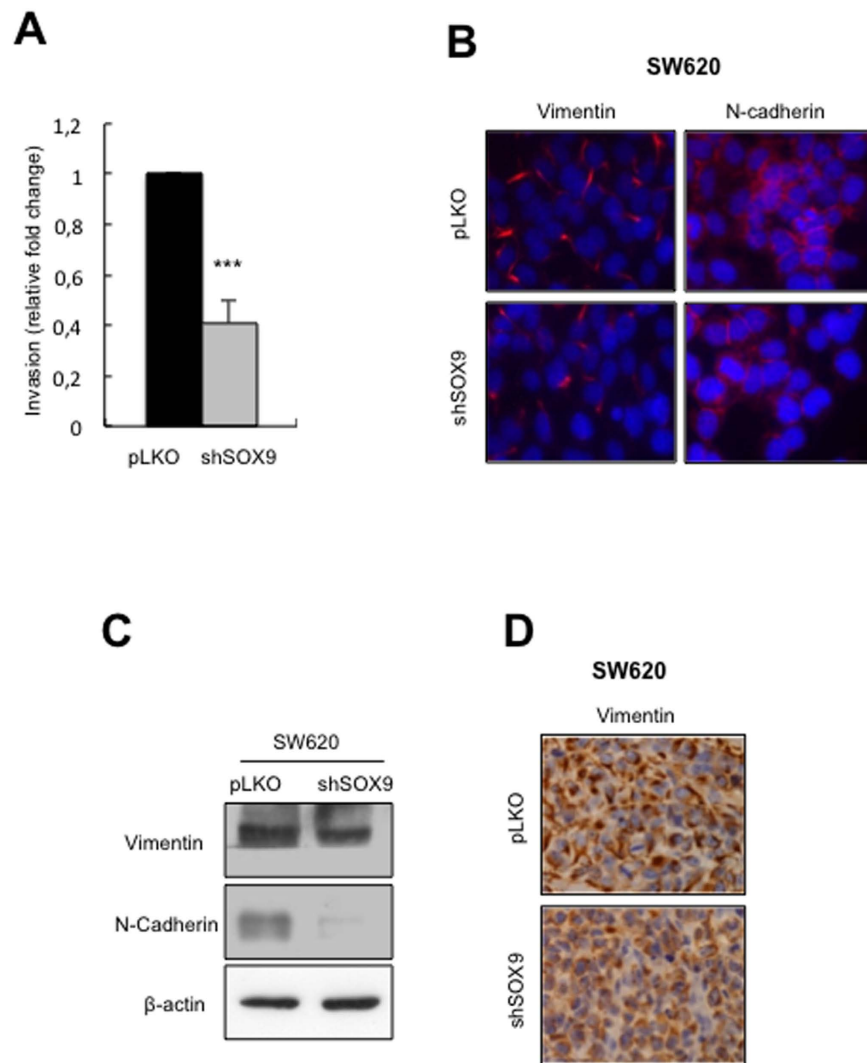 A
Invasion (relative fold change)
1,2
1
0,8
0,6
0,4
0,2
0
***
pLKO shSOX9
B
SW620
Vimentin N-cadherin
pLKO
shSOX9
C
SW620
pLKO shSOX9
Vimentin
N-Cadherin
β-actin
D
SW620
Vimentin
pLKO
shSOX9